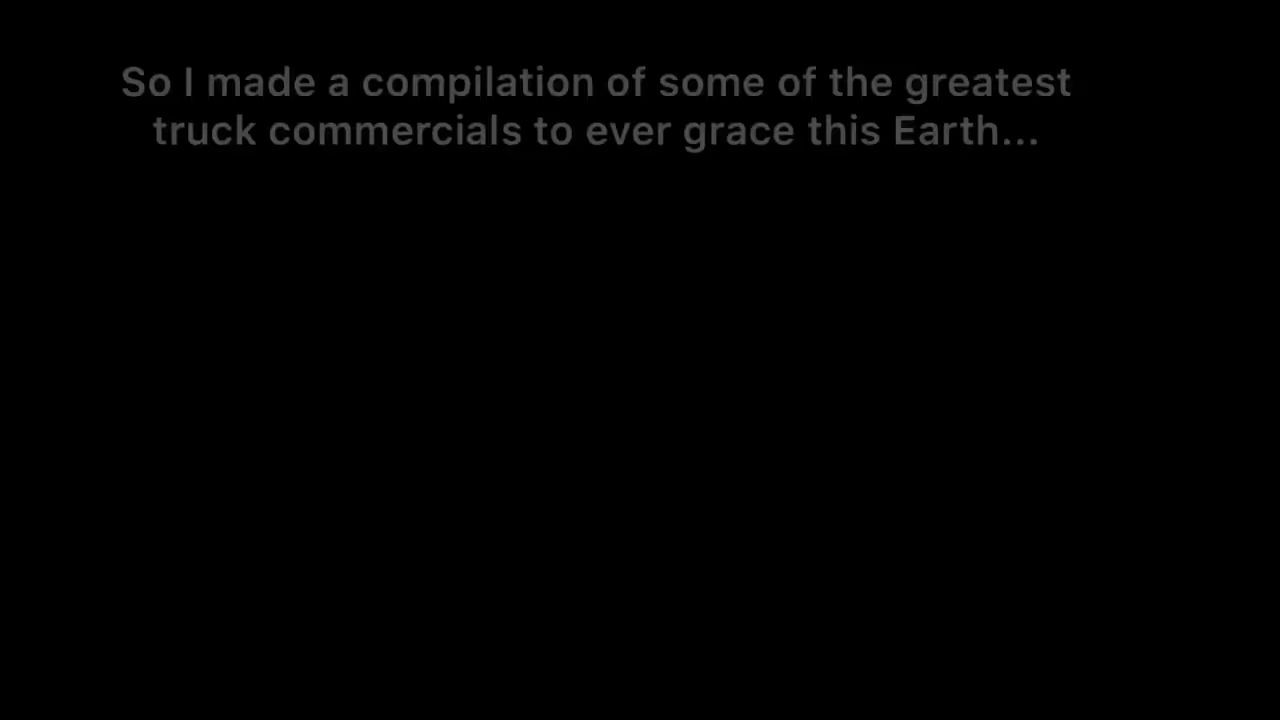 So I made a compilation of some of the greatest
truck commercials to ever grace this Earth...